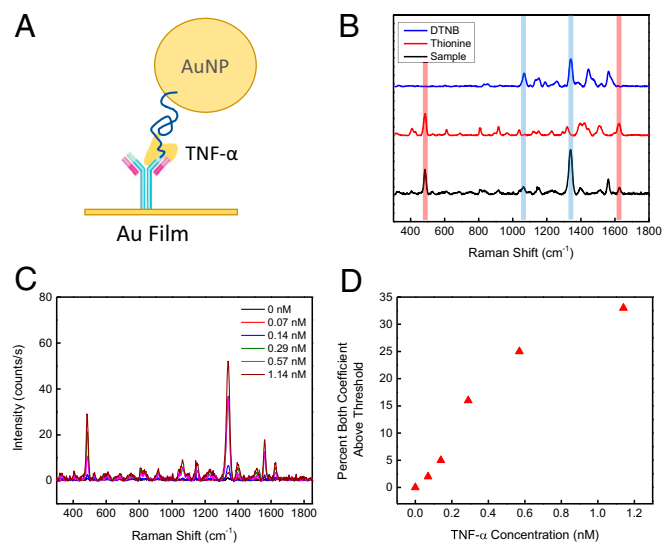 A
AuNP
TNF-α
Au Film
B
DTNB
Thionine
Sample
400 600 800 1000 1200 1400 1600 1800
Raman Shift (cm⁻¹)
C
80
60
40
20
0
Intensity (counts/s)
0 nM
0.07 nM
0.14 nM
0.29 nM
0.57 nM
1.14 nM
400 600 800 1000 1200 1400 1600 1800
Raman Shift (cm⁻¹)
D
35
30
25
20
15
10
5
0
Percent Both Coefficient
Above Threshold
0.0 0.2 0.4 0.6 0.8 1.0 1.2
TNF-α Concentration (nM)